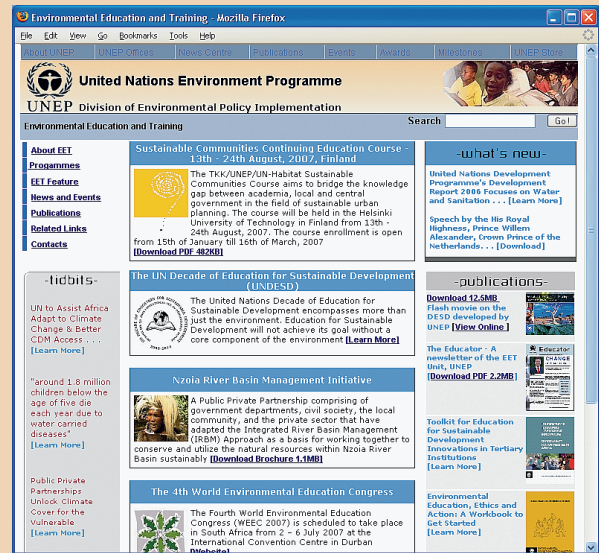 Environmental Education and Training - Mozilla Firefox
File Edit View Go Bookmarks Tools Help
About UNEP UNEP Offices News Centre Publications Events Awards Milestones UNEP Store
United Nations Environment Programme
UNEP Division of Environmental Policy Implementation
Search Go!
Environmental Education and Training
About EET
Progammes
EET Feature
News and Events
Publications
Related Links
Contacts
-tidbits-
UN to Assist Africa
Adapt to Climate
Change & Better
CDM Access . . .
[Learn More]
"around 1.8 million
children below the
age of five die
each year due to
water carried
diseases"
[Learn More]
Public Private
Partnerships
Unlock Climate
Cover for the
Vulnerable
[Learn More]
Sustainable Communities Continuing Education Course -
13th - 24th August, 2007, Finland
The TKK/UNEP/UN-Habitat Sustainable
Communities Course aims to bridge the knowledge
gap between academia, local and central
government in the field of sustainable urban
planning. The course will be held in the Helsinki
University of Technology in Finland from 13th -
24th August, 2007. The course enrollment is open
from 15th of January till 16th of March, 2007
[Download PDF 482KB]
The UN Decade of Education for Sustainable Development
(UNDESD)
The United Nations Decade of Education for
Sustainable Development encompasses more than
just the environment. Education for Sustainable
Development will not achieve its goal without a
core component of the environment [Learn More]
Nzoia River Basin Management Initiative
A Public Private Partnership comprising of
government departments, civil society, the local
community, and the private sector that have
adapted the Integrated River Basin Management
(IRBM) Approach as a basis for working together to
conserve and utilize the natural resources within Nzoia River
Basin sustainably [Download Brochure 1.1MB]
The 4th World Environmental Education Congress
The Fourth World Environmental Education
Congress (WEEC 2007) is scheduled to take place
in South Africa from 2 – 6 July 2007 at the
International Convention Centre in Durban
[Website]
-what's new-
United Nations Development
Programme's Development
Report 2006 Focuses on Water
and Sanitation . . . [Learn More]
Speech by the His Royal
Highness, Prince Willem
Alexander, Crown Prince of the
Netherlands... [Download]
-publications-
Download 12.5MB
Flash movie on the
DESD developed by
UNEP [View Online ]
The Educator - A
newsletter of the EET
Unit, UNEP
[Download PDF 2.2MB]
Educator
CHANGE
Toolkit for Education
for Sustainable
Development
Innovations in Tertiary
Institutions
[Learn More]
Environmental
Education, Ethics and
Action: A Workbook to
Get Started
[Learn More]